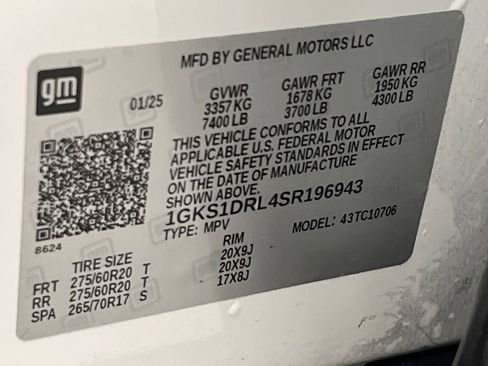 MFD BY GENERAL MOTORS LLC
gm
01/25
GVWR GAWR FRT GAWR RR
3357 KG 1678 KG 1950 KG
7400 LB 3700 LB 4300 LB
THIS VEHICLE CONFORMS TO ALL
APPLICABLE U.S. FEDERAL MOTOR
VEHICLE SAFETY STANDARDS IN EFFECT
ON THE DATE OF MANUFACTURE
SHOWN ABOVE.
1GKS1DRL4SR196943
TYPE: MPV MODEL: 43TC10706
8624
TIRE SIZE RIM
FRT 275/60R20 T 20X9J
RR 275/60R20 T 20X9J
SPA 265/70R17 S 17X8J